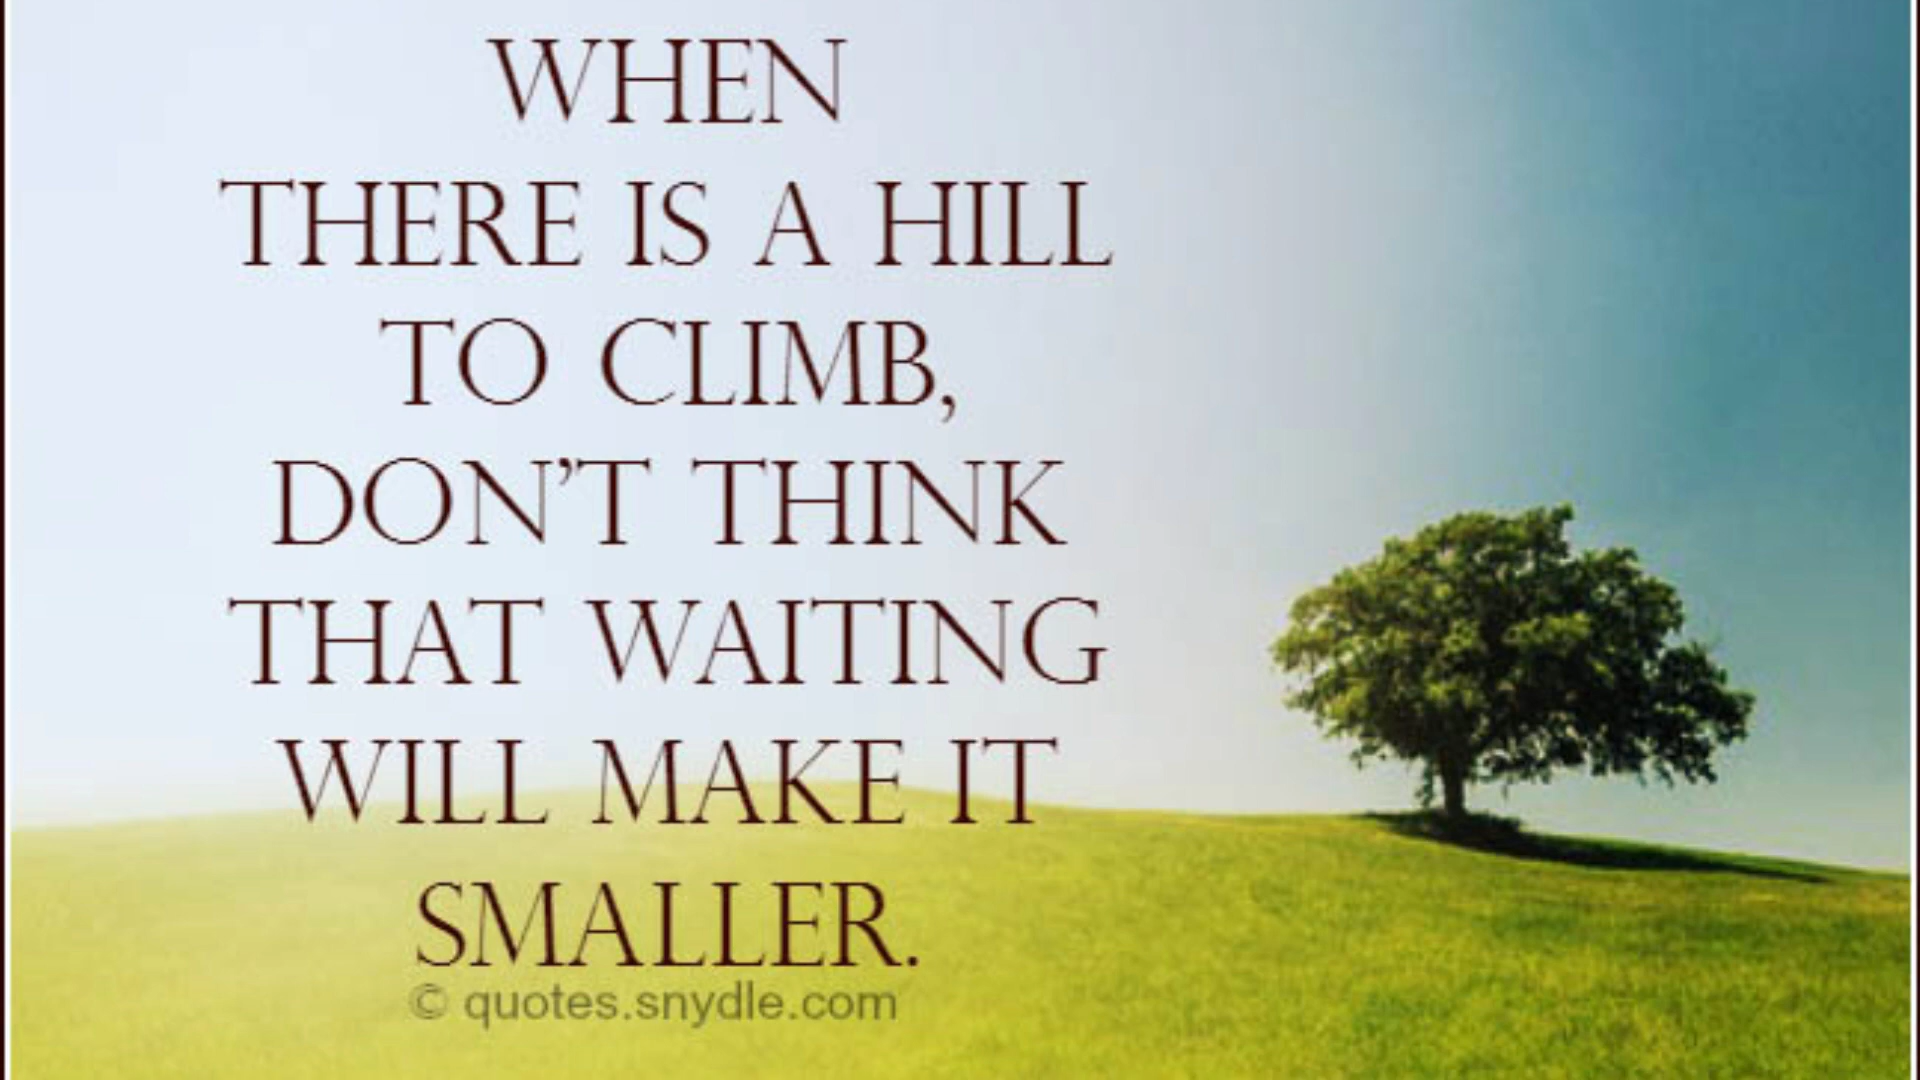 WHEN
THERE IS A HILL
TO CLIMB,
DON'T THINK
THAT WAITING
WILL MAKE IT
SMALLER.
© quotes.snydle.com